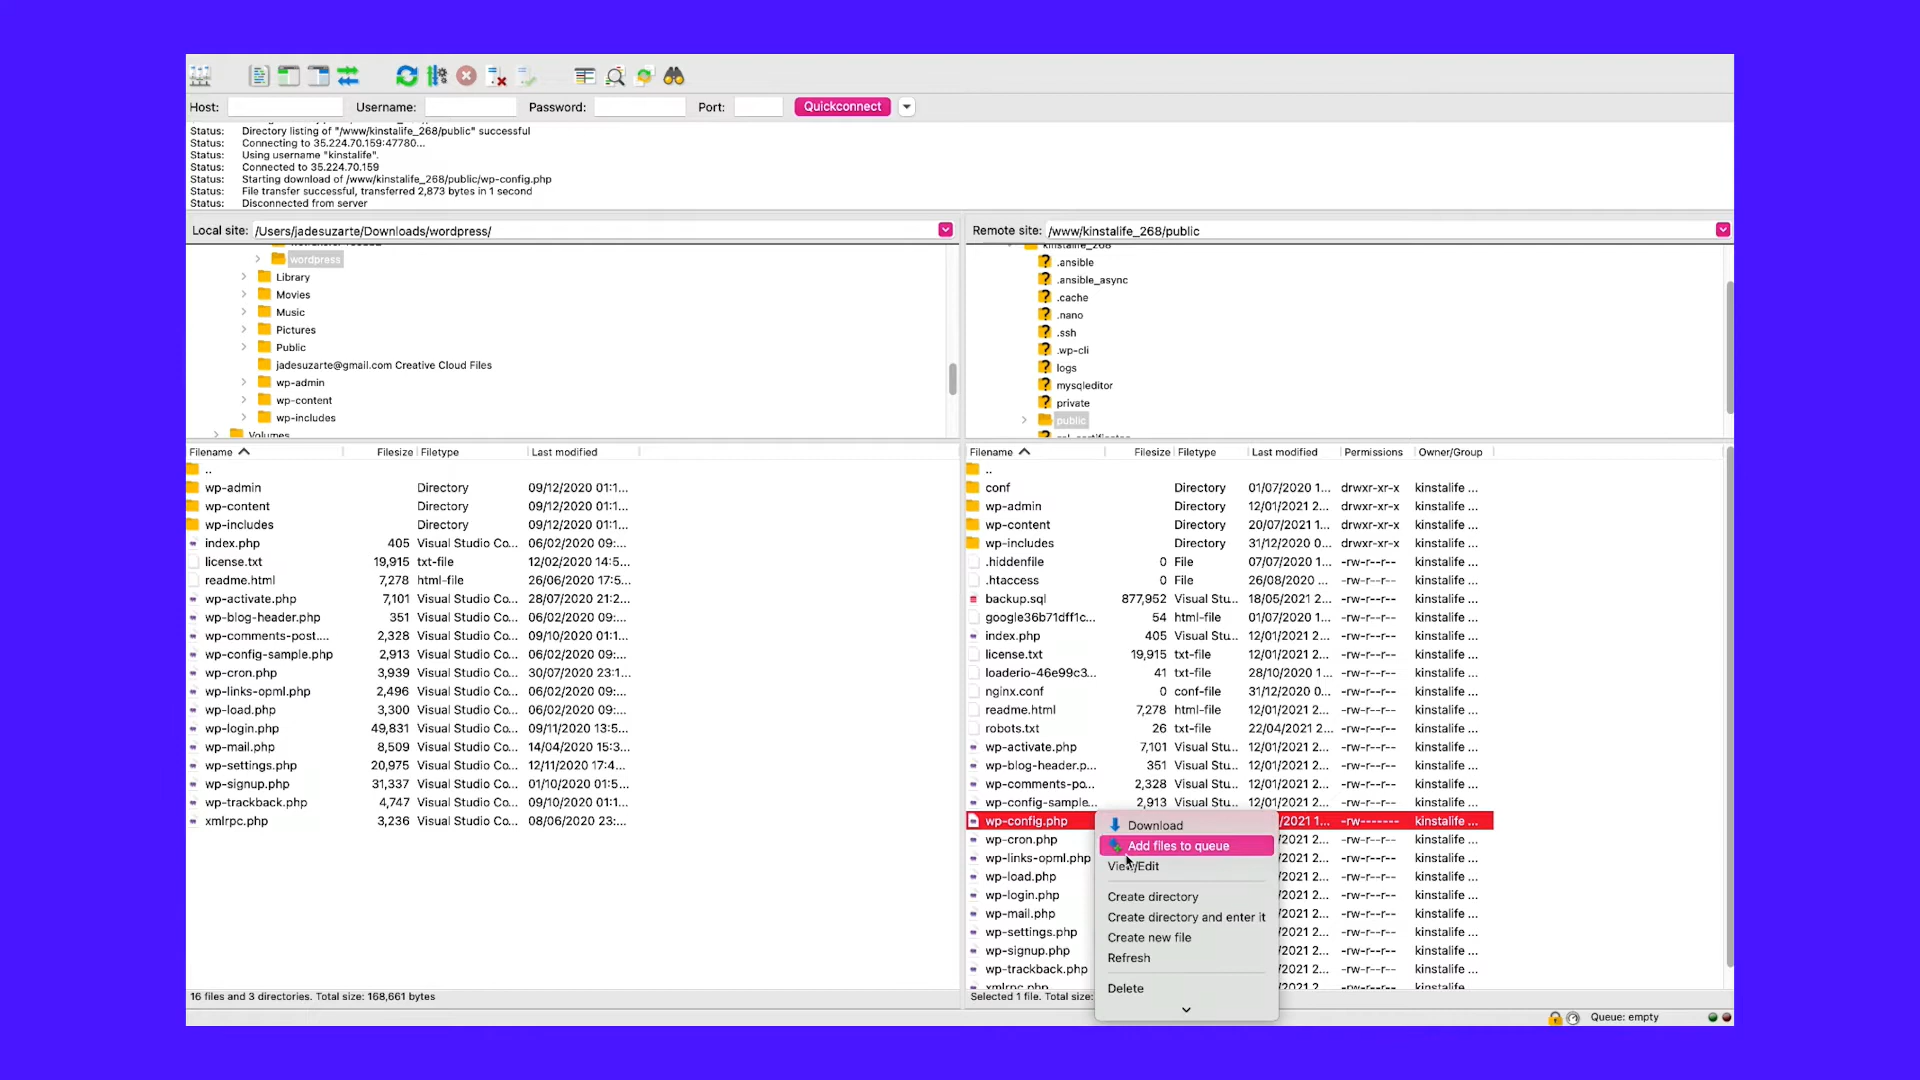 Host: Username: Password: Port: Quickconnect
Status: Directory listing of "/www/kinstalife_268/public" successful
Status: Connecting to 35.224.70.159:47780...
Status: Using username "kinstalife".
Status: Connected to 35.224.70.159
Status: Starting download of /www/kinstalife_268/public/wp-config.php
Status: File transfer successful, transferred 2,873 bytes in 1 second
Status: Disconnected from server
Local site: /Users/jadesuzarte/Downloads/wordpress/
wordpress
Library
Movies
Music
Pictures
Public
jadesuzarte@gmail.com Creative Cloud Files
wp-admin
wp-content
wp-includes
Volumes
Remote site: /www/kinstalife_268/public
kinstalife_268
.ansible
.ansible_async
.cache
.nano
.ssh
.wp-cli
logs
mysqleditor
private
public
Filename Filesize Filetype Last modified
..
wp-admin Directory 09/12/2020 01:1...
wp-content Directory 09/12/2020 01:1...
wp-includes Directory 09/12/2020 01:1...
index.php 405 Visual Studio Co... 06/02/2020 09:...
license.txt 19,915 txt-file 12/02/2020 14:5...
readme.html 7,278 html-file 26/06/2020 17:5...
wp-activate.php 7,101 Visual Studio Co... 28/07/2020 21:2...
wp-blog-header.php 351 Visual Studio Co... 06/02/2020 09:...
wp-comments-post.... 2,328 Visual Studio Co... 09/10/2020 01:1...
wp-config-sample.php 2,913 Visual Studio Co... 06/02/2020 09:...
wp-cron.php 3,939 Visual Studio Co... 30/07/2020 23:1...
wp-links-opml.php 2,496 Visual Studio Co... 06/02/2020 09:...
wp-load.php 3,300 Visual Studio Co... 06/02/2020 09:...
wp-login.php 49,831 Visual Studio Co... 09/11/2020 13:5...
wp-mail.php 8,509 Visual Studio Co... 14/04/2020 15:3...
wp-settings.php 20,975 Visual Studio Co... 12/11/2020 17:4...
wp-signup.php 31,337 Visual Studio Co... 01/10/2020 01:5...
wp-trackback.php 4,747 Visual Studio Co... 09/10/2020 01:1...
xmlrpc.php 3,236 Visual Studio Co... 08/06/2020 23:...
16 files and 3 directories. Total size: 168,661 bytes
Filename Filesize Filetype Last modified Permissions Owner/Group
..
conf Directory 01/07/2020 1... drwxr-xr-x kinstalife ...
wp-admin Directory 12/01/2021 2... drwxr-xr-x kinstalife ...
wp-content Directory 20/07/2021 1... drwxr-xr-x kinstalife ...
wp-includes Directory 31/12/2020 0... drwxr-xr-x kinstalife ...
.hiddenfile 0 File 07/07/2020 1... -rw-r--r-- kinstalife ...
.htaccess 0 File 26/08/2020 ... -rw-r--r-- kinstalife ...
backup.sql 877,952 Visual Stu... 18/05/2021 2... -rw-r--r-- kinstalife ...
google36b71dff1c... 54 html-file 01/07/2020 1... -rw-r--r-- kinstalife ...
index.php 405 Visual Stu... 12/01/2021 2... -rw-r--r-- kinstalife ...
license.txt 19,915 txt-file 12/01/2021 2... -rw-r--r-- kinstalife ...
loaderio-46e99c3... 41 txt-file 28/10/2020 1... -rw-r--r-- kinstalife ...
nginx.conf 0 conf-file 31/12/2020 0... -rw-r--r-- kinstalife ...
readme.html 7,278 html-file 12/01/2021 2... -rw-r--r-- kinstalife ...
robots.txt 26 txt-file 22/04/2021 2... -rw-r--r-- kinstalife ...
wp-activate.php 7,101 Visual Stu... 12/01/2021 2... -rw-r--r-- kinstalife ...
wp-blog-header.p... 351 Visual Stu... 12/01/2021 2... -rw-r--r-- kinstalife ...
wp-comments-po... 2,328 Visual Stu... 12/01/2021 2... -rw-r--r-- kinstalife ...
wp-config-sample... 2,913 Visual Stu... 12/01/2021 2... -rw-r--r-- kinstalife ...
wp-config.php /2021 1... -rw------- kinstalife ...
wp-cron.php /2021 2... -rw-r--r-- kinstalife ...
wp-links-opml.php /2021 2... -rw-r--r-- kinstalife ...
wp-load.php /2021 2... -rw-r--r-- kinstalife ...
wp-login.php /2021 2... -rw-r--r-- kinstalife ...
wp-mail.php /2021 2... -rw-r--r-- kinstalife ...
wp-settings.php /2021 2... -rw-r--r-- kinstalife ...
wp-signup.php /2021 2... -rw-r--r-- kinstalife ...
wp-trackback.php /2021 2... -rw-r--r-- kinstalife ...
xmlrpc.php /2021 2... -rw-r--r-- kinstalife ...
Selected 1 file. Total size:
Download
Add files to queue
View/Edit
Create directory
Create directory and enter it
Create new file
Refresh
Delete
Queue: empty